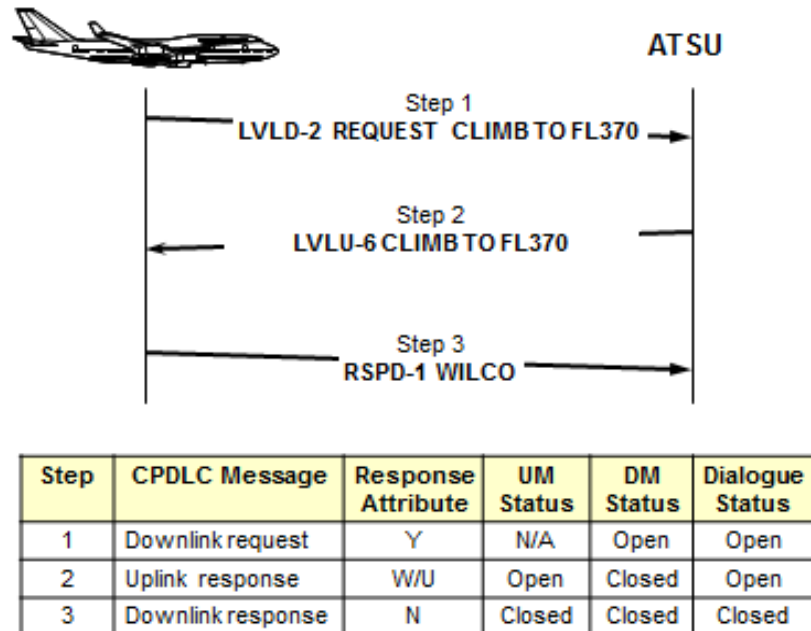 ATSU
Step 1
LVLD-2 REQUEST CLIMB TO FL370
Step 2
LVLU-6 CLIMB TO FL370
Step 3
RSPD-1 WILCO
Step CPDLC Message Response Attribute UM Status DM Status Dialogue Status
1 Downlink request Y N/A Open Open
2 Uplink response W/U Open Closed Open
3 Downlink response N Closed Closed Closed